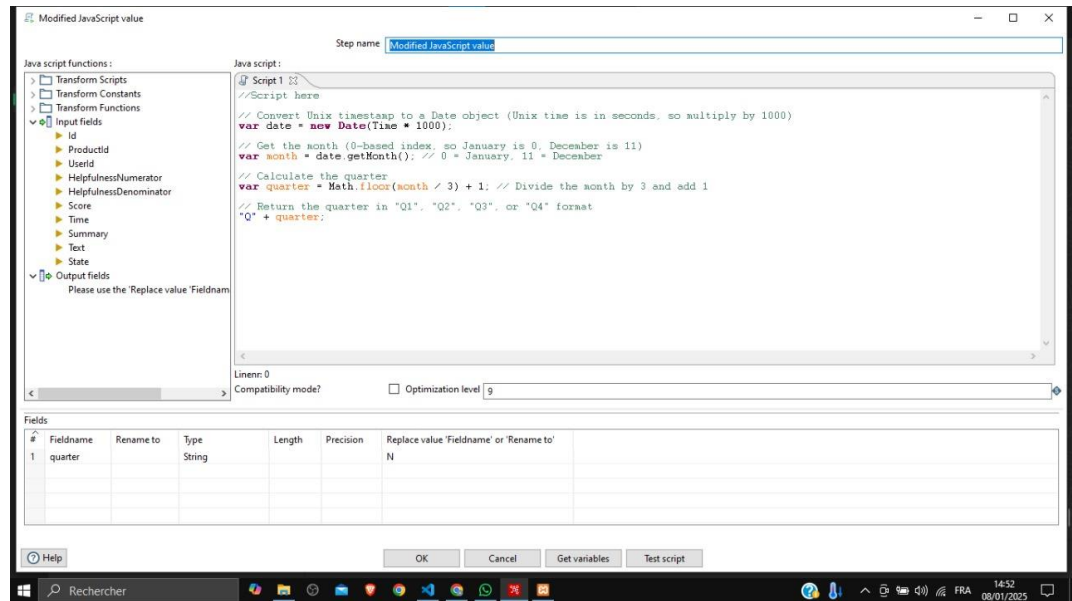 Modified JavaScript value
Step name Modified JavaScript value
Java script functions :
Transform Scripts
Transform Constants
Transform Functions
Input fields
Id
ProductId
UserId
HelpfulnessNumerator
HelpfulnessDenominator
Score
Time
Summary
Text
State
Output fields
Please use the 'Replace value 'Fieldnam
Java script :
Script 1
//Script here
// Convert Unix timestamp to a Date object (Unix time is in seconds, so multiply by 1000)
var date = new Date(Time * 1000);
// Get the month (0-based index, so January is 0, December is 11)
var month = date.getMonth(); // 0 = January, 11 = December
// Calculate the quarter
var quarter = Math.floor(month / 3) + 1; // Divide the month by 3 and add 1
// Return the quarter in "Q1", "Q2", "Q3", or "Q4" format
"Q" + quarter;
Linenr: 0
Compatibility mode? Optimization level 9
Fields
# Fieldname Rename to Type Length Precision Replace value 'Fieldname' or 'Rename to'
1 quarter String N
Help OK Cancel Get variables Test script
Rechercher FRA 14:52
08/01/2025